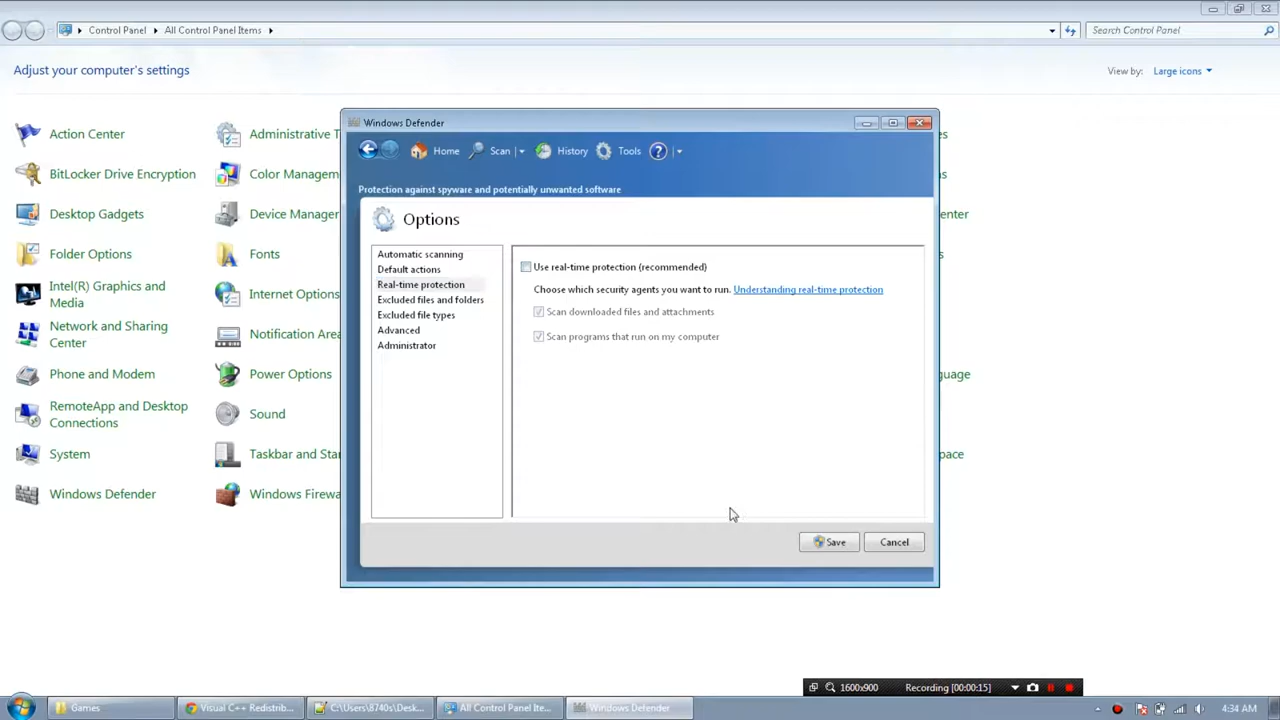 Control Panel
All Control Panel Items
Search Control Panel
Adjust your computer's settings
View by:
Large icons
Action Center
Administrative T
es
BitLocker Drive Encryption
Color Managem
s
Desktop Gadgets
Device Manager
enter
Folder Options
Fonts
Intel(R) Graphics and
Media
Internet Options
Network and Sharing
Center
Notification Area
Phone and Modem
Power Options
guage
RemoteApp and Desktop
Connections
Sound
System
Taskbar and Sta
pace
Windows Defender
Windows Firewa
Windows Defender
Home
Scan
History
Tools
?
Protection against spyware and potentially unwanted software
Options
Automatic scanning
Default actions
Real-time protection
Excluded files and folders
Excluded file types
Advanced
Administrator
Use real-time protection (recommended)
Choose which security agents you want to run. Understanding real-time protection
Scan downloaded files and attachments
Scan programs that run on my computer
Save
Cancel
1600x900
Recording [00:00:15]
Games
Visual C++ Redistrib...
C:\Users\8740s\Desk...
All Control Panel Ite...
Windows Defender
4:34 AM